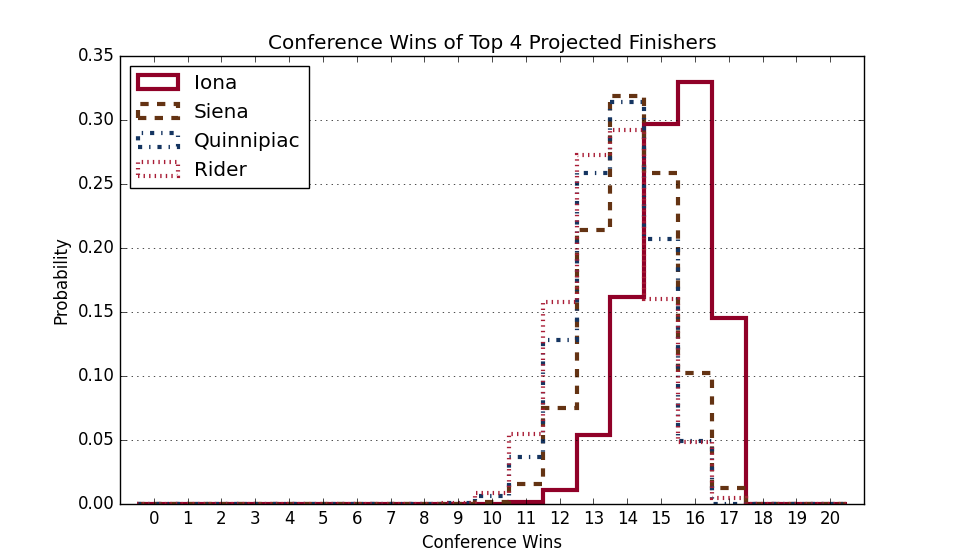 Conference Wins of Top 4 Projected Finishers
0.35
0.30
0.25
0.20
0.15
0.10
0.05
0.00
Probability
Iona
Siena
Quinnipiac
Rider
0 1 2 3 4 5 6 7 8 9 10 11 12 13 14 15 16 17 18 19 20
Conference Wins